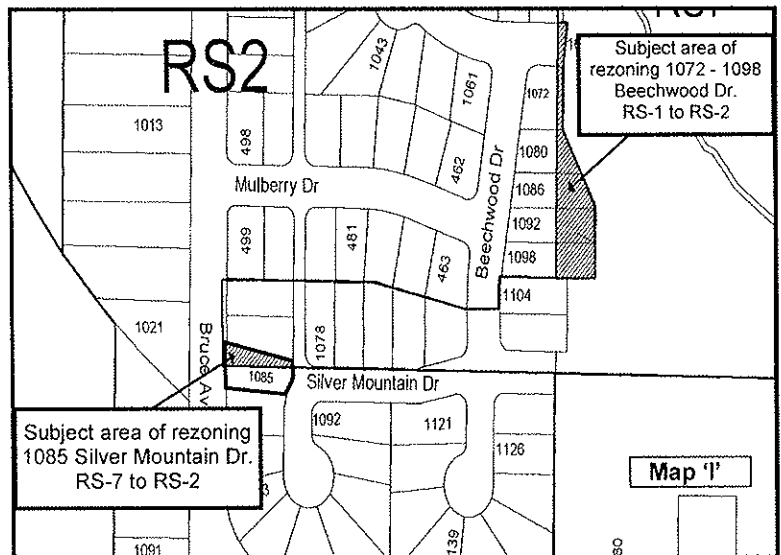 RS2
Subject area of
rezoning 1072 - 1098
Beechwood Dr.
RS-1 to RS-2
1043
1061
1072
1013
498
462
1080
Beechwood Dr
1086
Mulberry Dr
1092
499
481
463
1098
1104
1021
Bruce Av
1078
1085
Silver Mountain Dr
1092
1121
1126
Subject area of rezoning
1085 Silver Mountain Dr.
RS-7 to RS-2
Map 'I'
1091
139